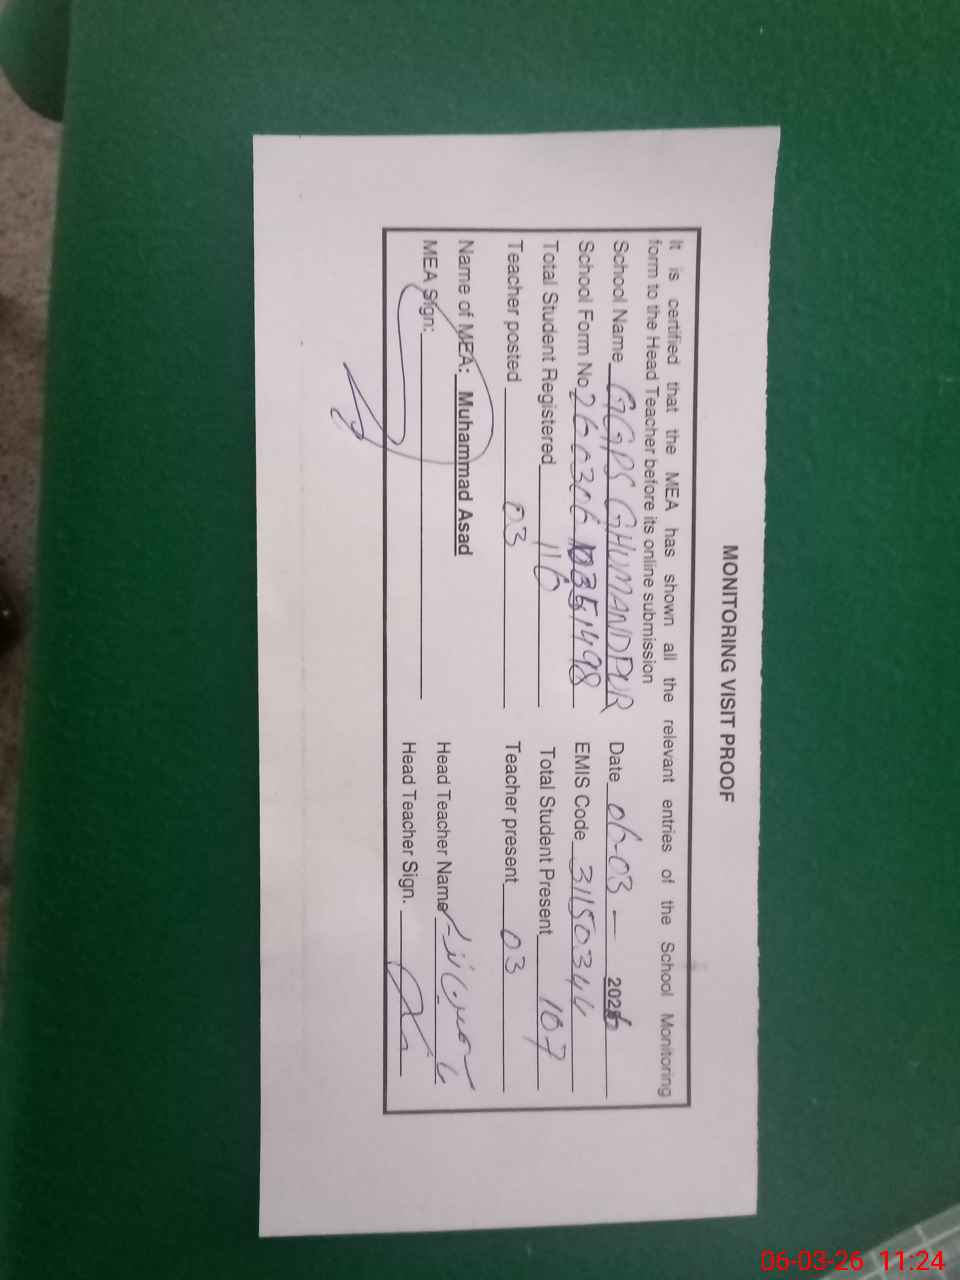 MONITORING VISIT PROOF
It is certified that the MEA has shown all the relevant entries of the School Monitoring
form to the Head Teacher before its online submission
School Name GGPS GHUMANDPUR Date 06-03- 2026
School Form No. EMIS Code 31150344
Total Student Registered 116 Total Student Present 107
Teacher posted 03 Teacher present 03
Name of MEA: Muhammad Asad Head Teacher Name
MEA Sign: Head Teacher Sign.
06-03-26 11:24